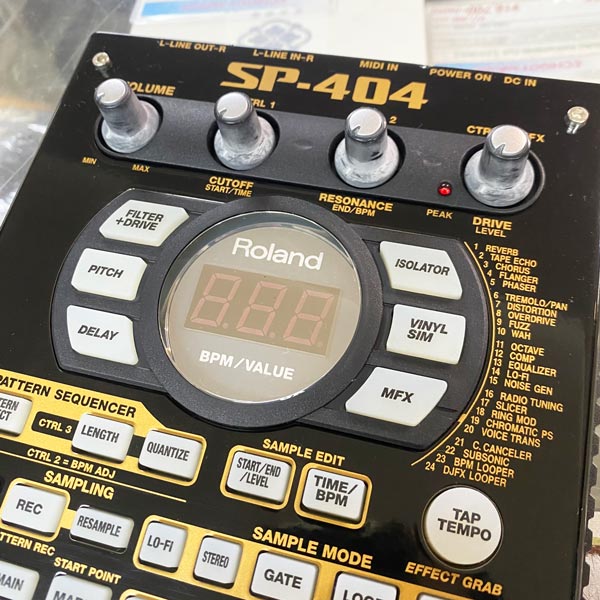 L-LINE OUT-R
L-LINE IN-R
MIDI IN
POWER ON
DC IN
SP-404
VOLUME
2
MIN
MAX
CUTOFF
START/TIME
RESONANCE
END/BPM
PEAK
DRIVE
LEVEL
FILTER
+DRIVE
PITCH
DELAY
Roland
BPM/VALUE
ISOLATOR
VINYL
SIM
MFX
1 REVERB
2 TAPE ECHO
3 CHORUS
4 FLANGER
5 PHASER
6 TREMOLO/PAN
7 DISTORTION
8 OVERDRIVE
9 FUZZ
10 WAH
11 OCTAVE
12 COMP
13 EQUALIZER
14 LO-FI
15 NOISE GEN
16 RADIO TUNING
17 SLICER
18 RING MOD
19 CHROMATIC PS
20 VOICE TRANS
21 C. CANCELER
22 SUBSONIC
23 BPM LOOPER
24 DJFX LOOPER
PATTERN SEQUENCER
CTRL 3
LENGTH
QUANTIZE
CTRL 2 = BPM ADJ
SAMPLE EDIT
START/END
/LEVEL
TIME/
BPM
TAP
TEMPO
EFFECT GRAB
SAMPLING
REC
RESAMPLE
LO-FI
STEREO
SAMPLE MODE
GATE
PATTERN REC
START POINT